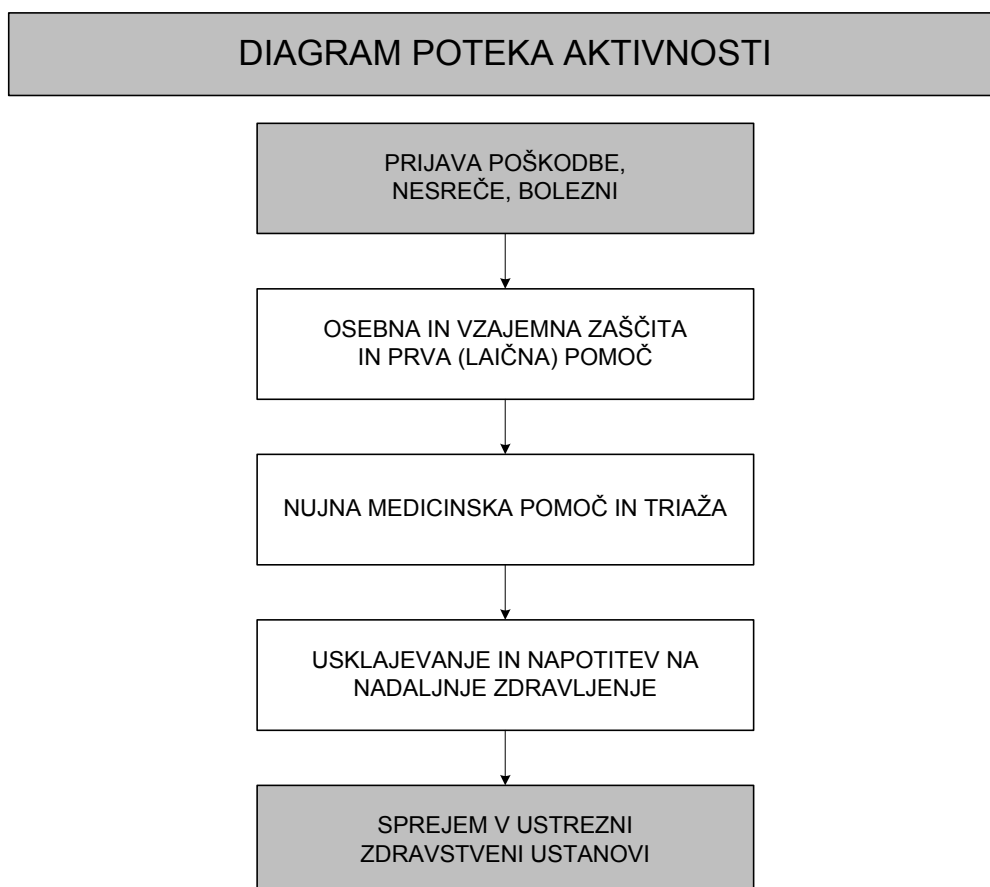 DIAGRAM POTEKA AKTIVNOSTI
PRIJAVA POŠKODBE,
NESREČE, BOLEZNI
OSEBNA IN VZAJEMNA ZAŠČITA
IN PRVA (LAIČNA) POMOČ
NUJNA MEDICINSKA POMOČ IN TRIAŽA
USKLAJEVANJE IN NAPOTITEV NA
NADALJNJE ZDRAVLJENJE
SPREJEM V USTREZNI
ZDRAVSTVENI USTANOVI